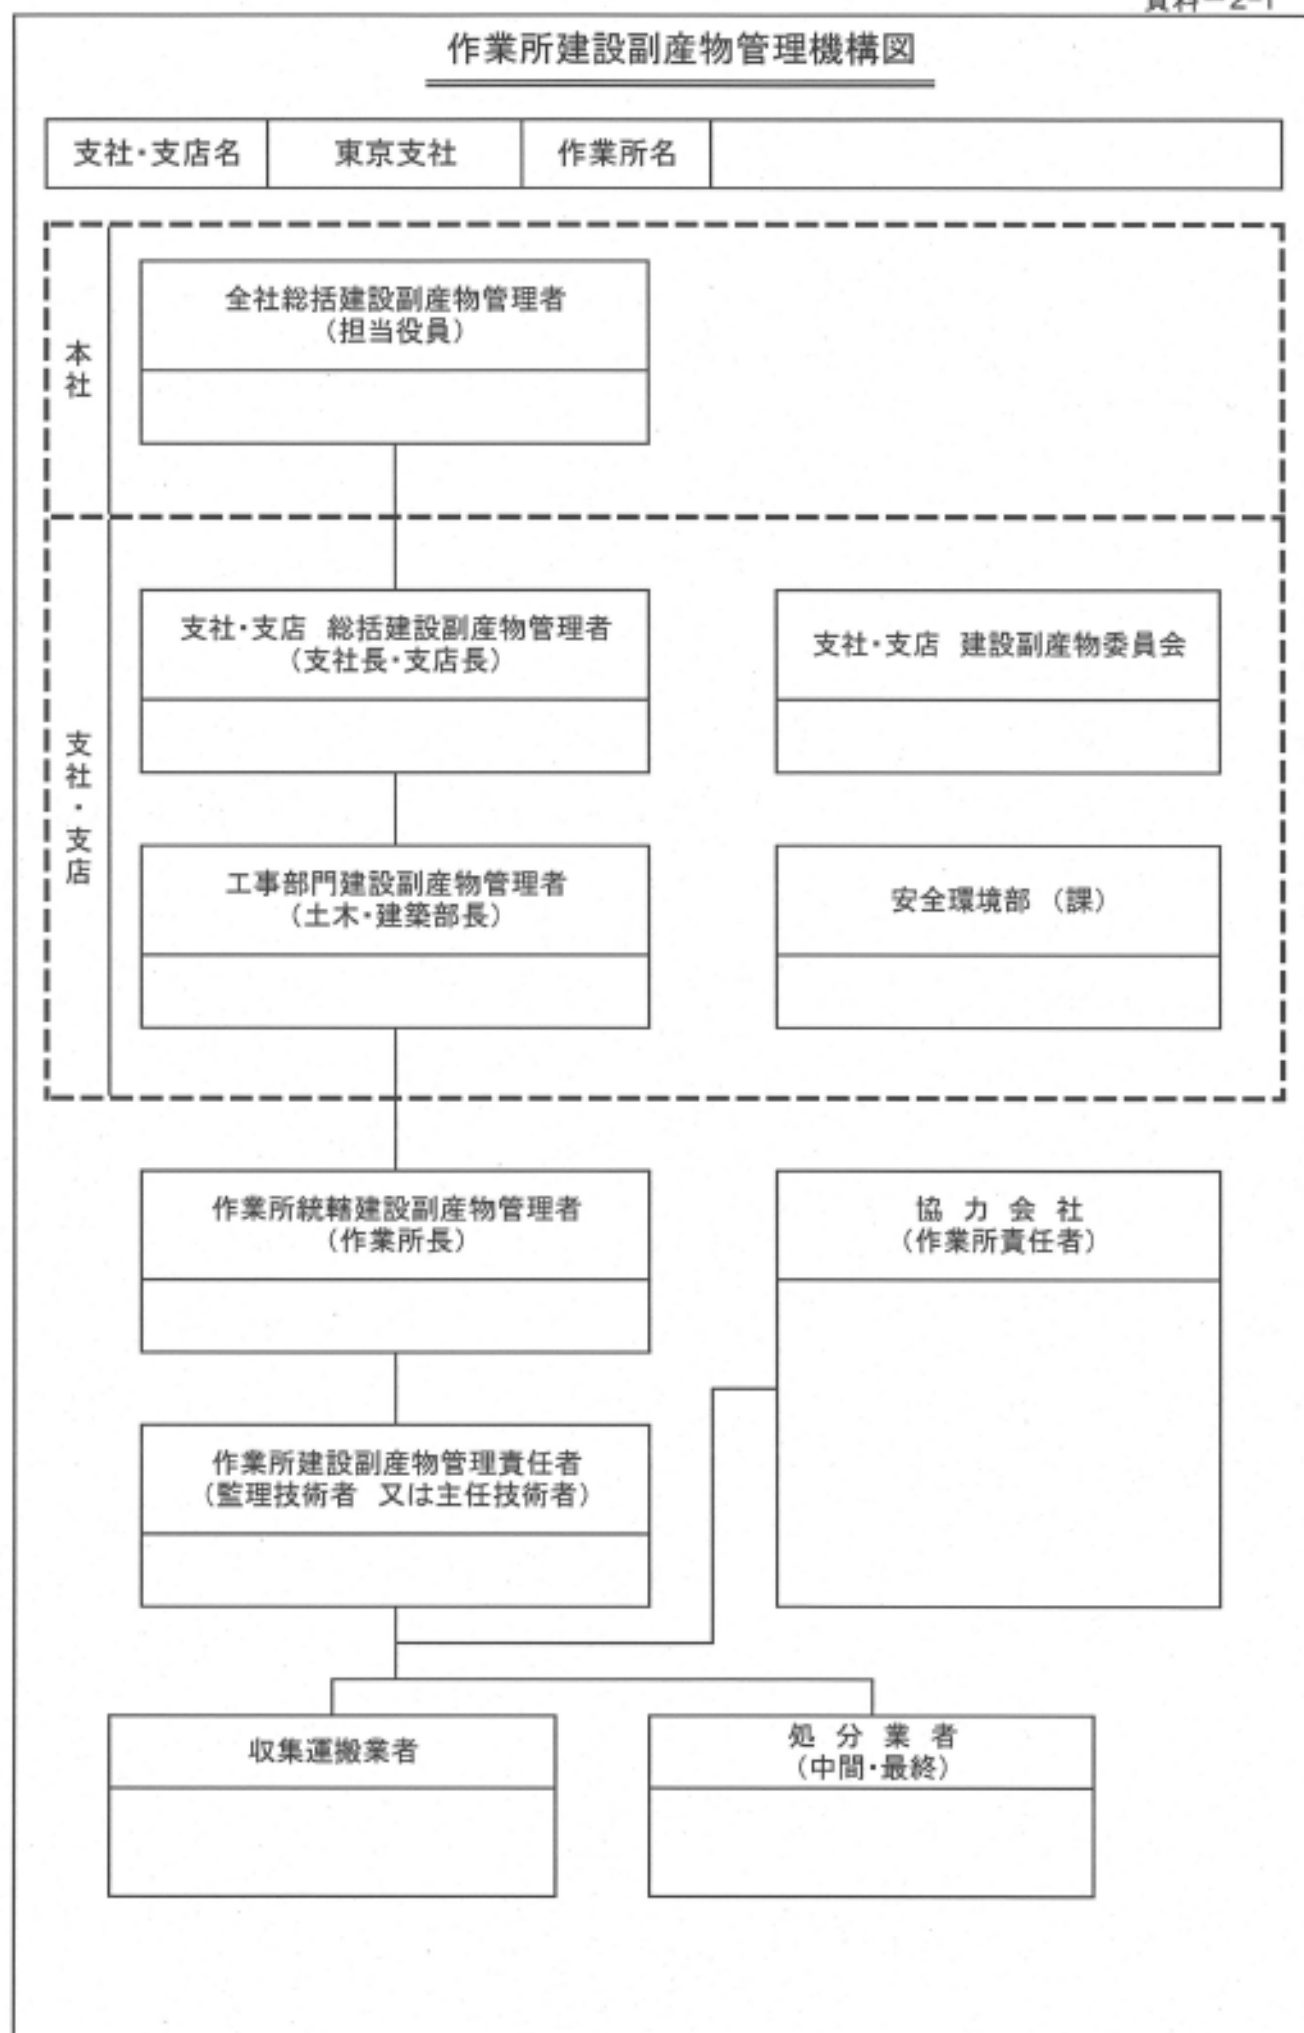 資料－2-1
作業所建設副産物管理機構図
支社・支店名 東京支社 作業所名
本社
全社総括建設副産物管理者
（担当役員）
支社・支店
支社・支店 総括建設副産物管理者
（支社長・支店長）
支社・支店 建設副産物委員会
工事部門建設副産物管理者
（土木・建築部長）
安全環境部 （課）
作業所統轄建設副産物管理者
（作業所長）
協 力 会 社
（作業所責任者）
作業所建設副産物管理責任者
（監理技術者 又は主任技術者）
収集運搬業者
処 分 業 者
（中間・最終）